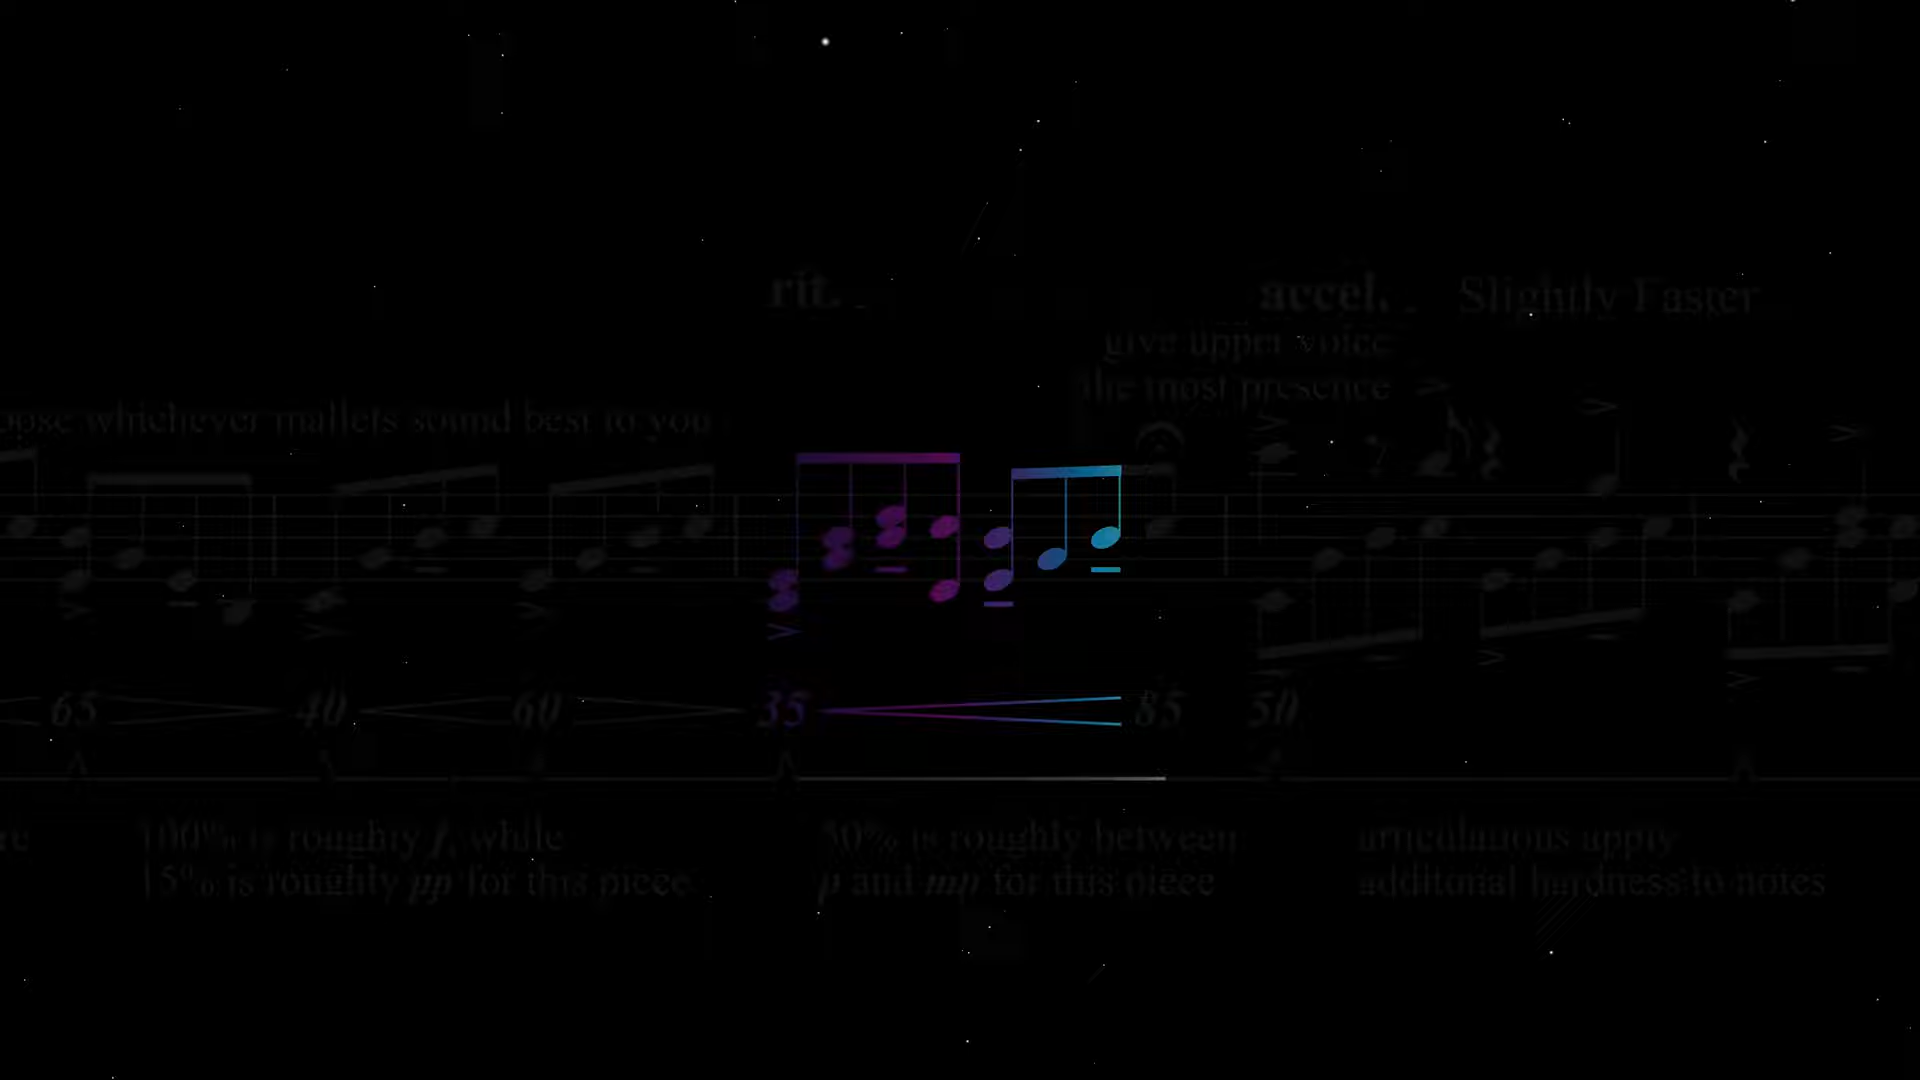 rit.
accel. Slightly Faster
give upper voice
the most presence
whichever mallets sound best to you
65 40 60 35 85 50
100% is roughly f, while
15% is roughly pp for this piece
50% is roughly between
p and mp for this piece
articulations apply
additonal hardness to notes